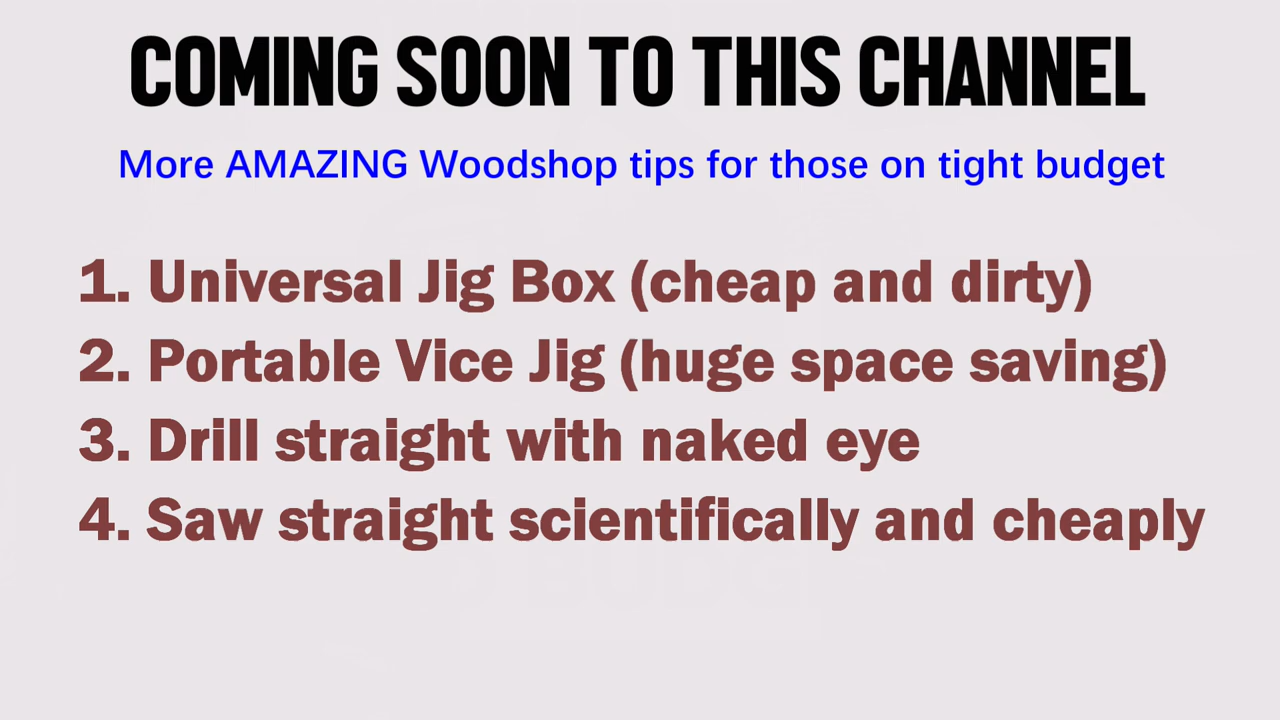 COMING SOON TO THIS CHANNEL
More AMAZING Woodshop tips for those on tight budget
1. Universal Jig Box (cheap and dirty)
2. Portable Vice Jig (huge space saving)
3. Drill straight with naked eye
4. Saw straight scientifically and cheaply